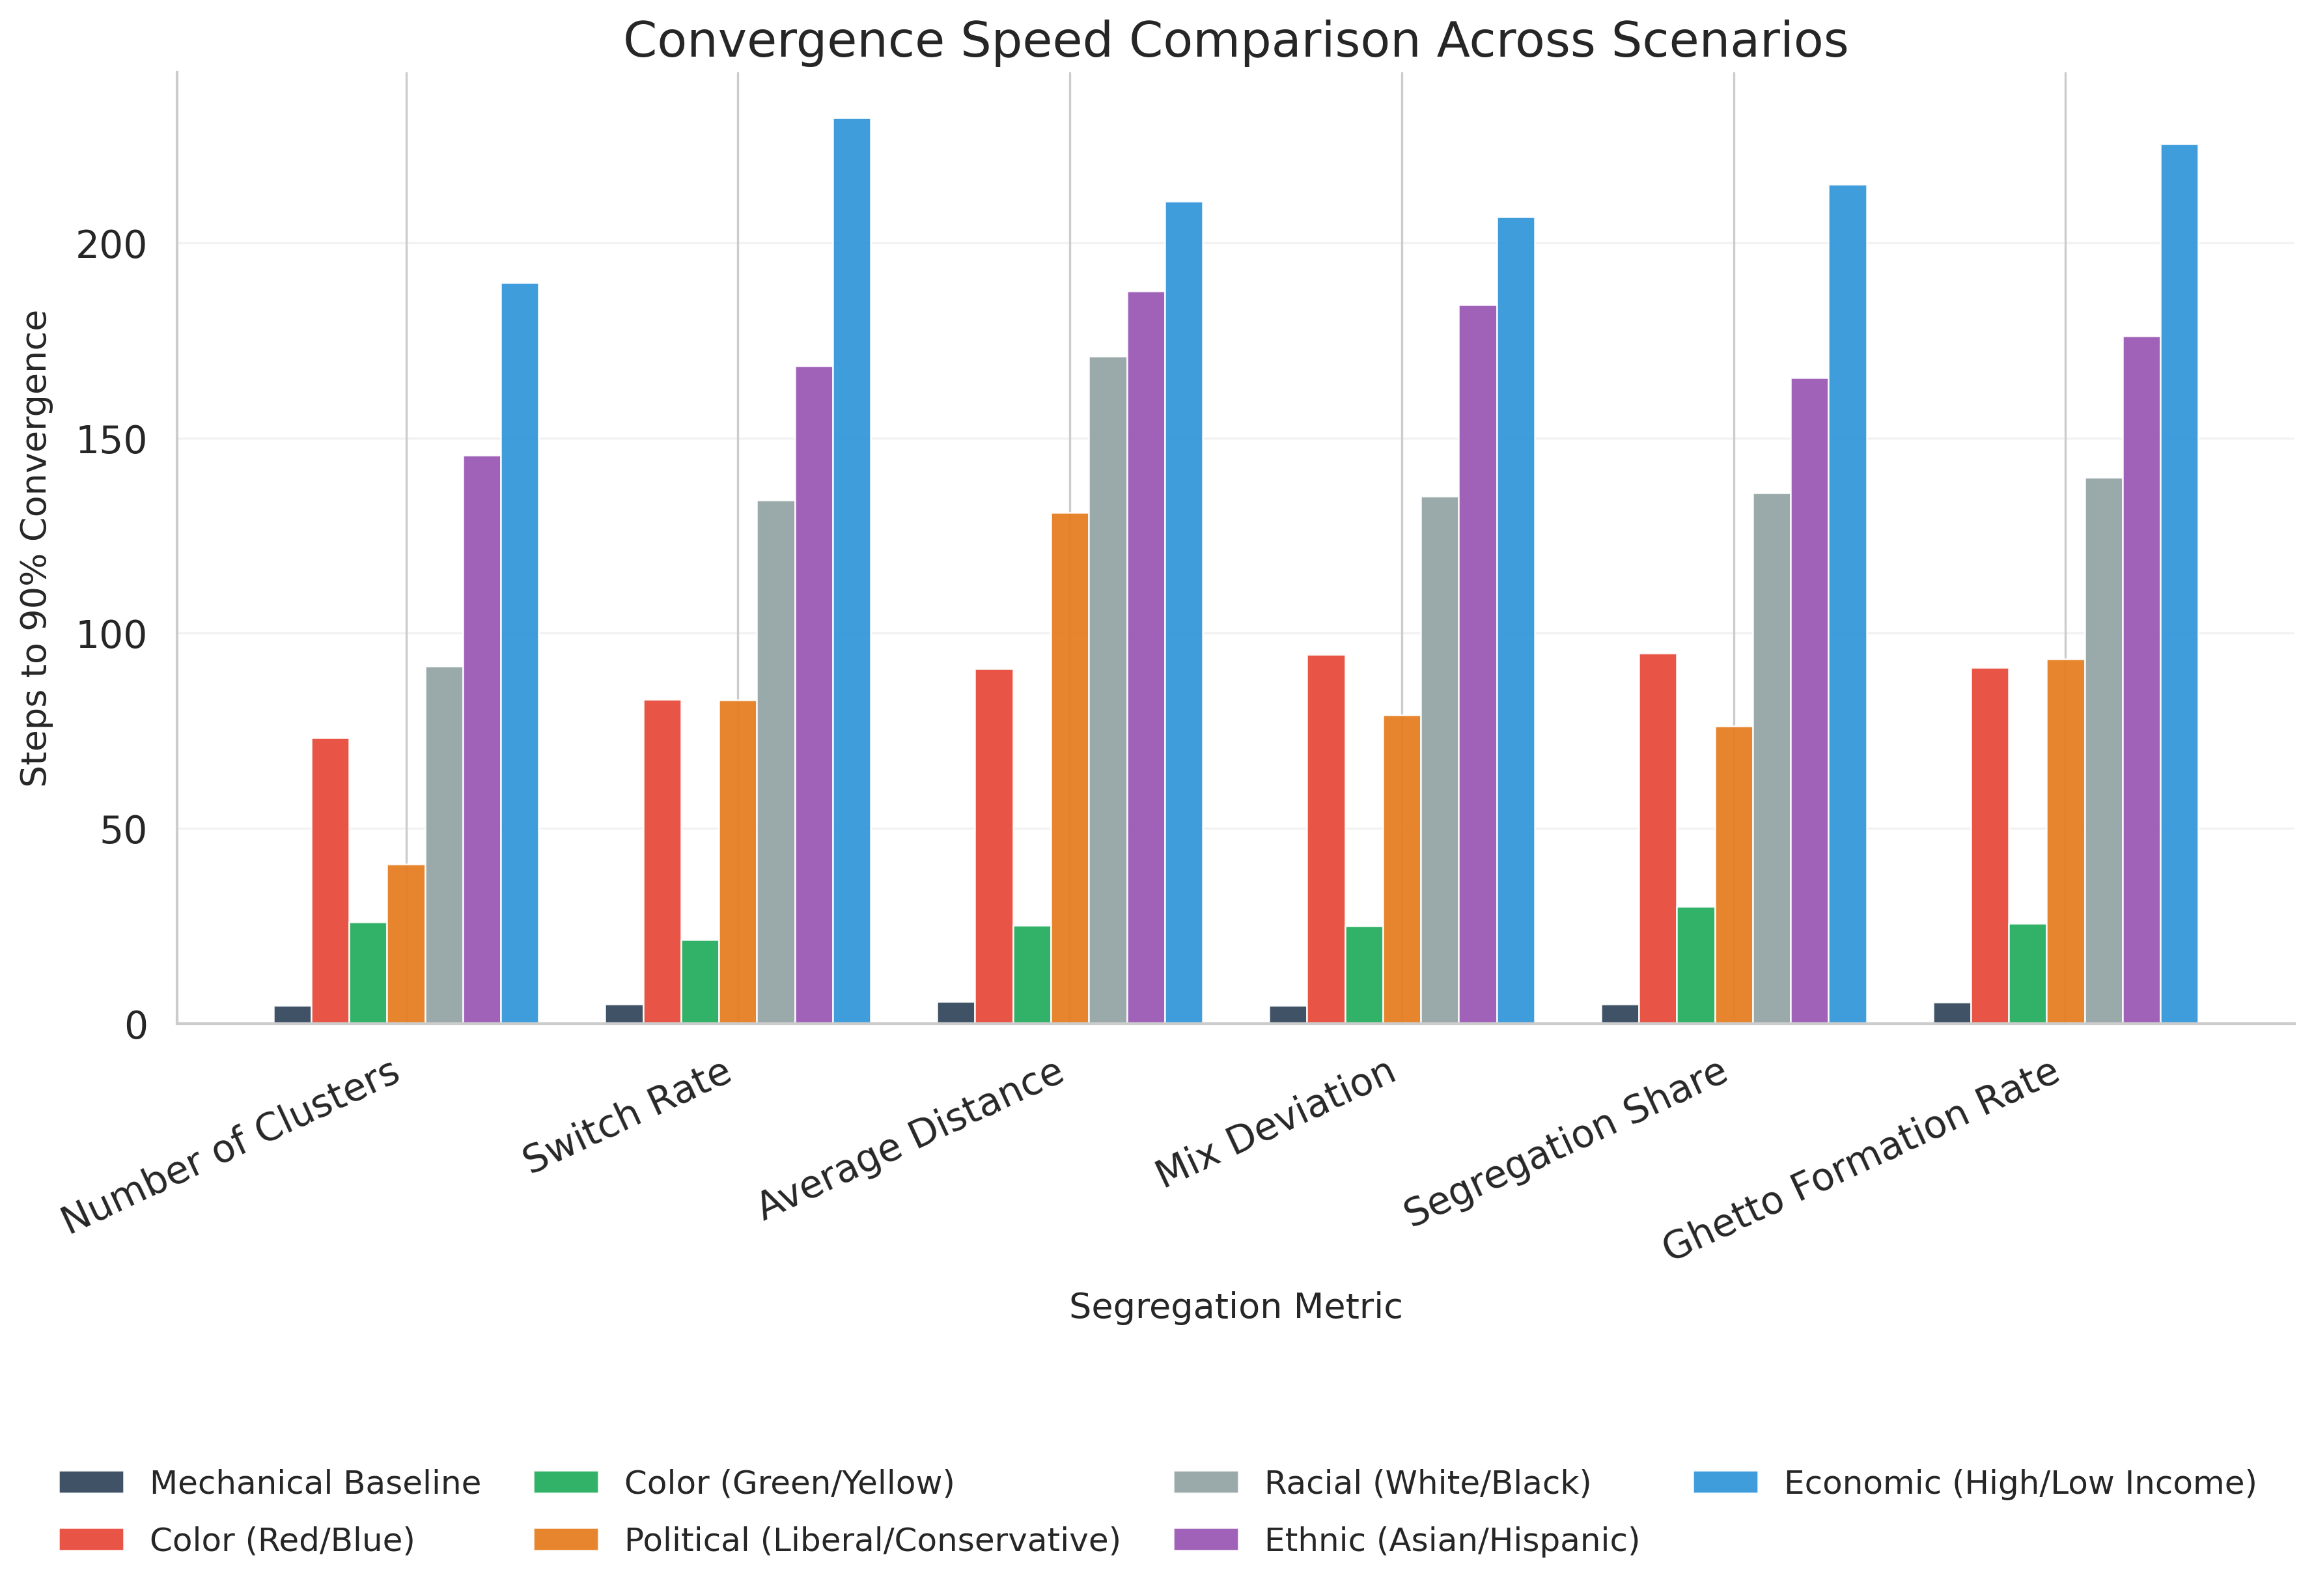 Convergence Speed Comparison Across Scenarios
Steps to 90% Convergence
200
150
100
50
0
Number of Clusters
Switch Rate
Average Distance
Mix Deviation
Segregation Share
Ghetto Formation Rate
Segregation Metric
Mechanical Baseline
Color (Red/Blue)
Color (Green/Yellow)
Political (Liberal/Conservative)
Racial (White/Black)
Ethnic (Asian/Hispanic)
Economic (High/Low Income)